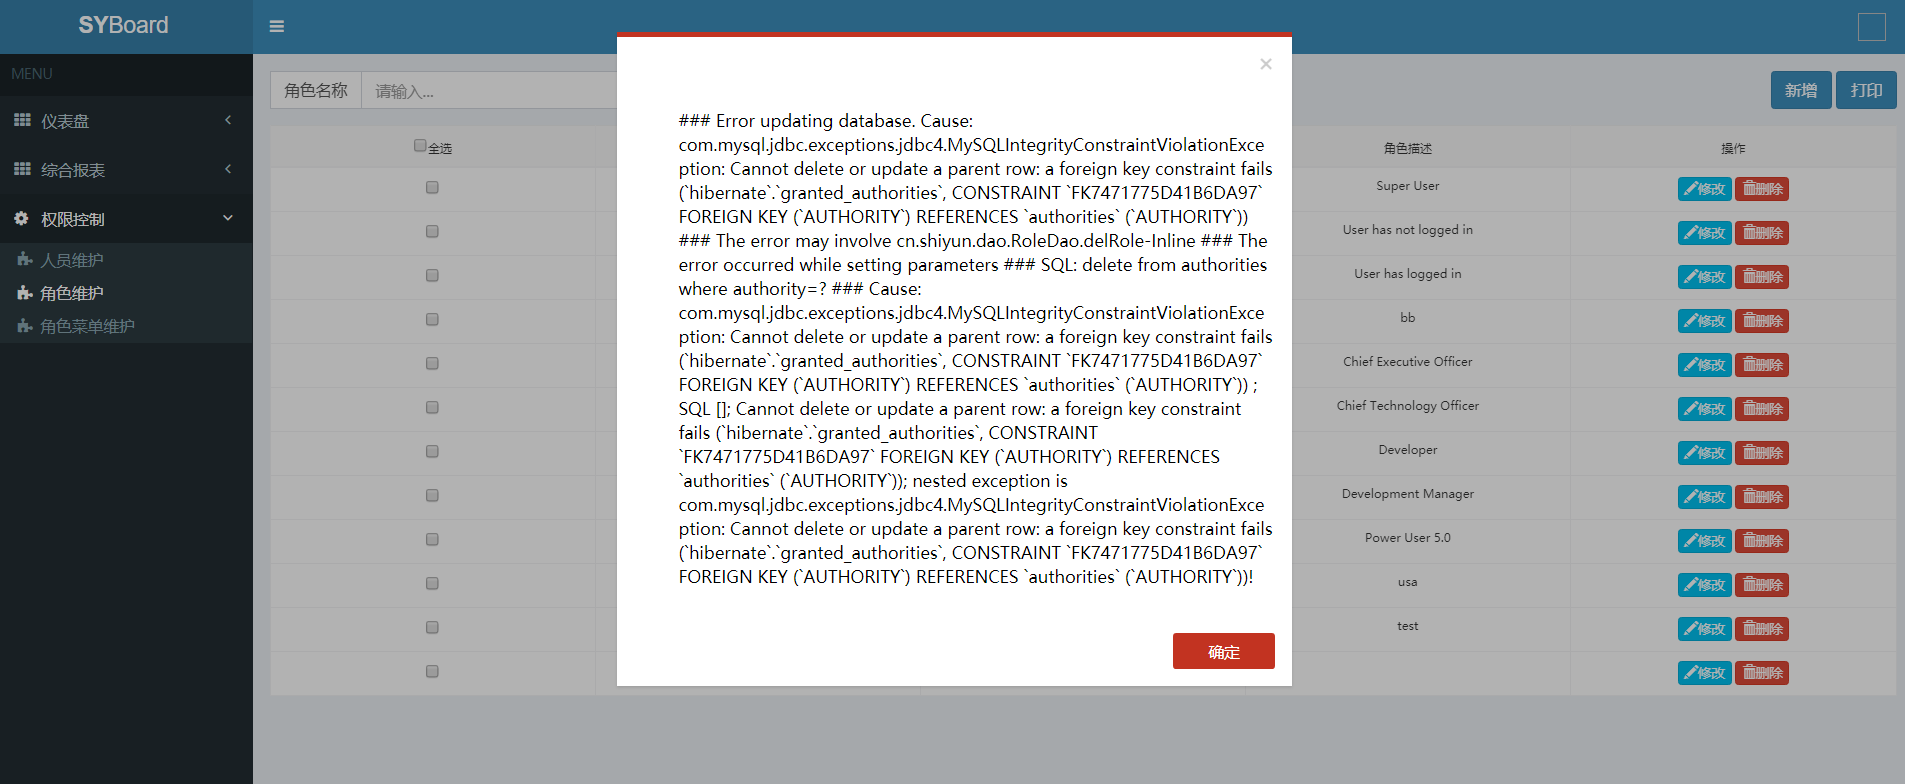 SYBoard
MENU
仪表盘
综合报表
权限控制
人员维护
角色维护
角色菜单维护
角色名称
请输入...
新增
打印
全选
角色描述
操作
Super User
修改
删除
User has not logged in
修改
删除
User has logged in
修改
删除
bb
修改
删除
Chief Executive Officer
修改
删除
Chief Technology Officer
修改
删除
Developer
修改
删除
Development Manager
修改
删除
Power User 5.0
修改
删除
usa
修改
删除
test
修改
删除
修改
删除
×
### Error updating database. Cause:
com.mysql.jdbc.exceptions.jdbc4.MySQLIntegrityConstraintViolationExce
ption: Cannot delete or update a parent row: a foreign key constraint fails
(`hibernate`.`granted_authorities`, CONSTRAINT `FK7471775D41B6DA97`
FOREIGN KEY (`AUTHORITY`) REFERENCES `authorities` (`AUTHORITY`))
### The error may involve cn.shiyun.dao.RoleDao.delRole-Inline ### The
error occurred while setting parameters ### SQL: delete from authorities
where authority=? ### Cause:
com.mysql.jdbc.exceptions.jdbc4.MySQLIntegrityConstraintViolationExce
ption: Cannot delete or update a parent row: a foreign key constraint fails
(`hibernate`.`granted_authorities`, CONSTRAINT `FK7471775D41B6DA97`
FOREIGN KEY (`AUTHORITY`) REFERENCES `authorities` (`AUTHORITY`)) ;
SQL []; Cannot delete or update a parent row: a foreign key constraint
fails (`hibernate`.`granted_authorities`, CONSTRAINT
`FK7471775D41B6DA97` FOREIGN KEY (`AUTHORITY`) REFERENCES
`authorities` (`AUTHORITY`)); nested exception is
com.mysql.jdbc.exceptions.jdbc4.MySQLIntegrityConstraintViolationExce
ption: Cannot delete or update a parent row: a foreign key constraint fails
(`hibernate`.`granted_authorities`, CONSTRAINT `FK7471775D41B6DA97`
FOREIGN KEY (`AUTHORITY`) REFERENCES `authorities` (`AUTHORITY`))!
确定